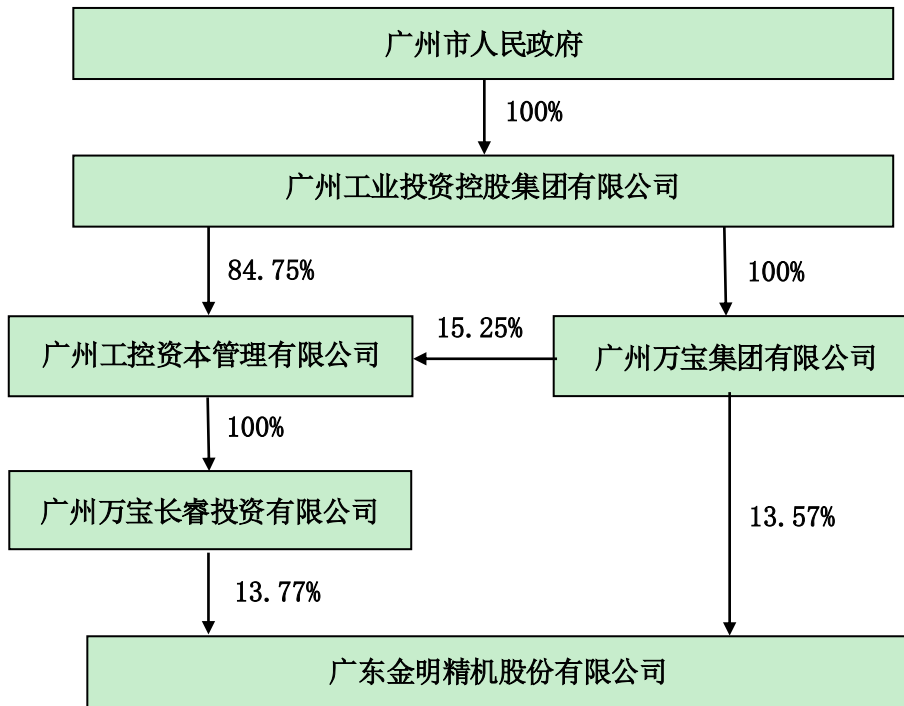 广州市人民政府
100%
广州工业投资控股集团有限公司
84.75%
100%
15.25%
广州工控资本管理有限公司
广州万宝集团有限公司
100%
广州万宝长睿投资有限公司
13.57%
13.77%
广东金明精机股份有限公司